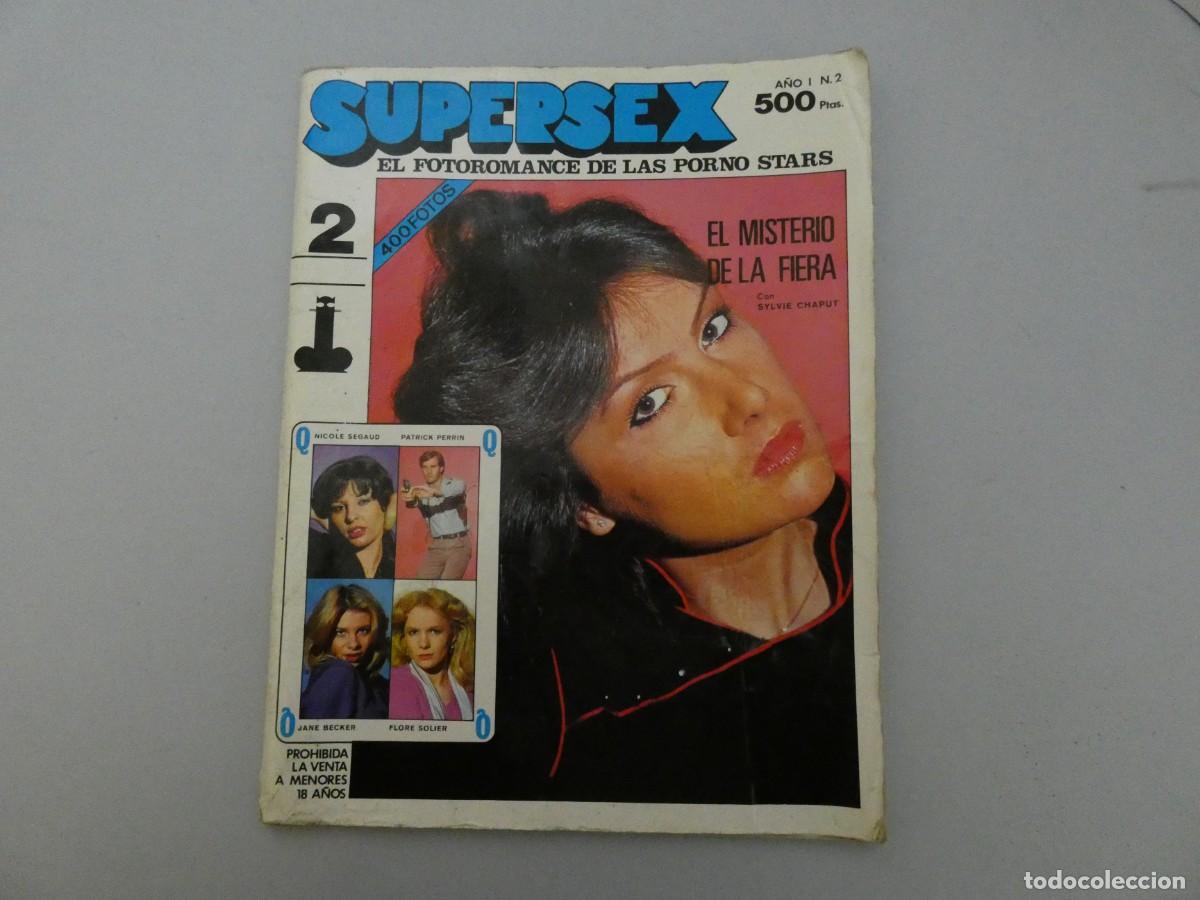 SUPERSEX
AÑO I N. 2
500 Ptas.
EL FOTOROMANCE DE LAS PORNO STARS
2
400 FOTOS
EL MISTERIO
DE LA FIERA
Con
SYLVIE CHAPUT
Q NICOLE SEGAUD PATRICK PERRIN Q
Q JANE BECKER FLORE SOLIER Q
PROHIBIDA
LA VENTA
A MENORES
18 AÑOS
todocoleccion